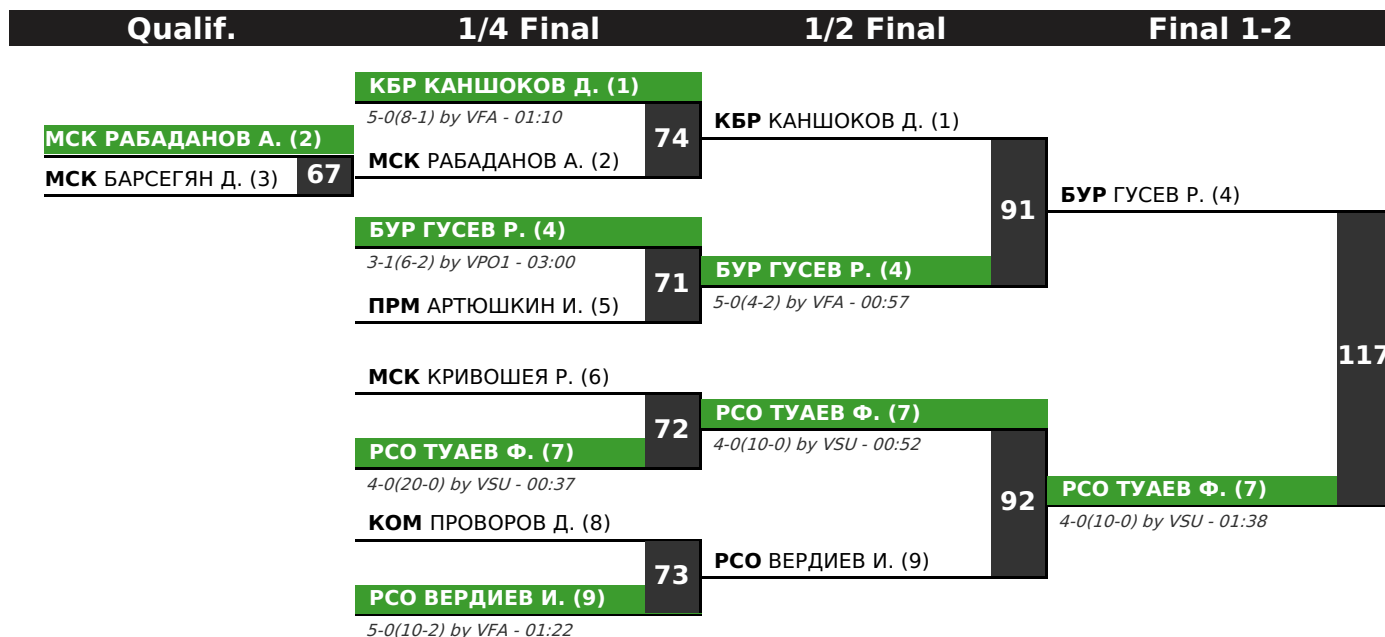 Qualif. 1/4 Final 1/2 Final Final 1-2
МСК РАБАДАНОВ А. (2)
МСК БАРСЕГЯН Д. (3)
67
КБР КАНШОКОВ Д. (1)
5-0(8-1) by VFA - 01:10
МСК РАБАДАНОВ А. (2)
74
БУР ГУСЕВ Р. (4)
3-1(6-2) by VPO1 - 03:00
ПРМ АРТЮШКИН И. (5)
71
МСК КРИВОШЕЯ Р. (6)
72
РСО ТУАЕВ Ф. (7)
4-0(20-0) by VSU - 00:37
КОМ ПРОВОРОВ Д. (8)
73
РСО ВЕРДИЕВ И. (9)
5-0(10-2) by VFA - 01:22
КБР КАНШОКОВ Д. (1)
91
БУР ГУСЕВ Р. (4)
5-0(4-2) by VFA - 00:57
РСО ТУАЕВ Ф. (7)
4-0(10-0) by VSU - 00:52
92
РСО ВЕРДИЕВ И. (9)
БУР ГУСЕВ Р. (4)
117
РСО ТУАЕВ Ф. (7)
4-0(10-0) by VSU - 01:38